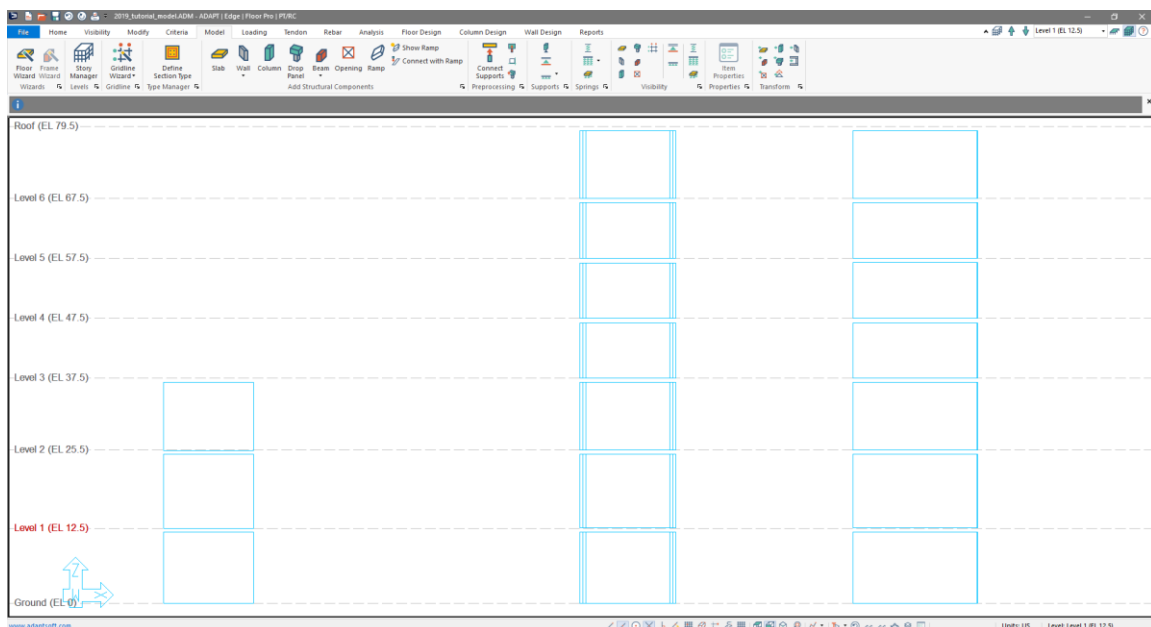 2019_tutorial_model.ADM - ADAPT | Edge | Floor Pro | PT/RC
File Home Visibility Modify Criteria Model Loading Tendon Rebar Analysis Floor Design Column Design Wall Design Reports
Level 1 (EL 12.5)
Floor Wizard Frame Wizard Story Manager Gridline Wizard Define Section Type Slab Wall Column Drop Panel Beam Opening Ramp Show Ramp Connect with Ramp Connect Supports Item Properties
Wizards Levels Gridline Type Manager Add Structural Components Preprocessing Supports Springs Visibility Properties Transform
Roof (EL 79.5)
Level 6 (EL 67.5)
Level 5 (EL 57.5)
Level 4 (EL 47.5)
Level 3 (EL 37.5)
Level 2 (EL 25.5)
Level 1 (EL 12.5)
Z
W X
Ground (EL 0)
www.adaptsoft.com Units: US Level: Level 1 (EL 12.5)